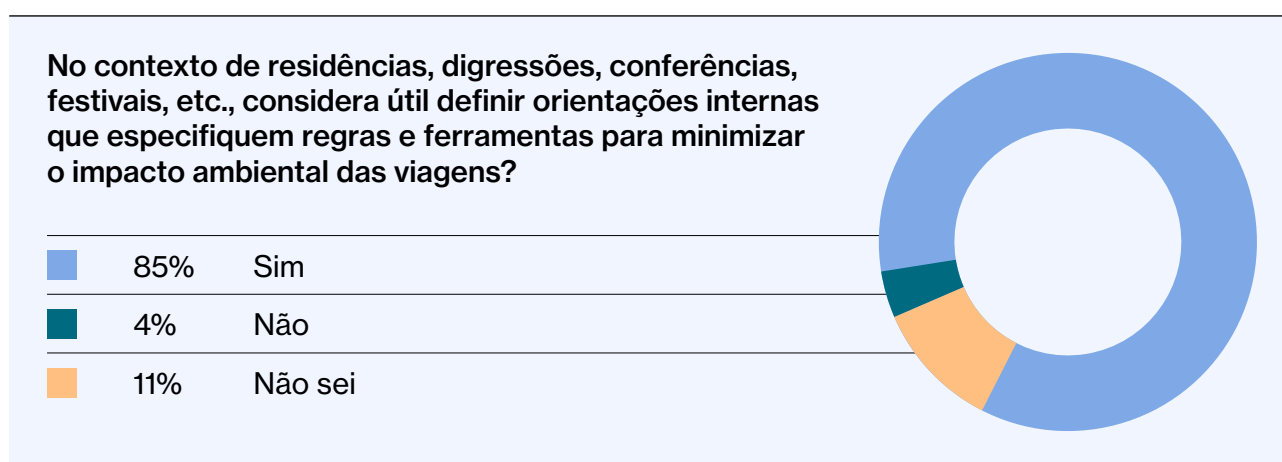 No contexto de residências, digressões, conferências,
festivais, etc., considera útil definir orientações internas
que especifiquem regras e ferramentas para minimizar
o impacto ambiental das viagens?
85% Sim
4% Não
11% Não sei